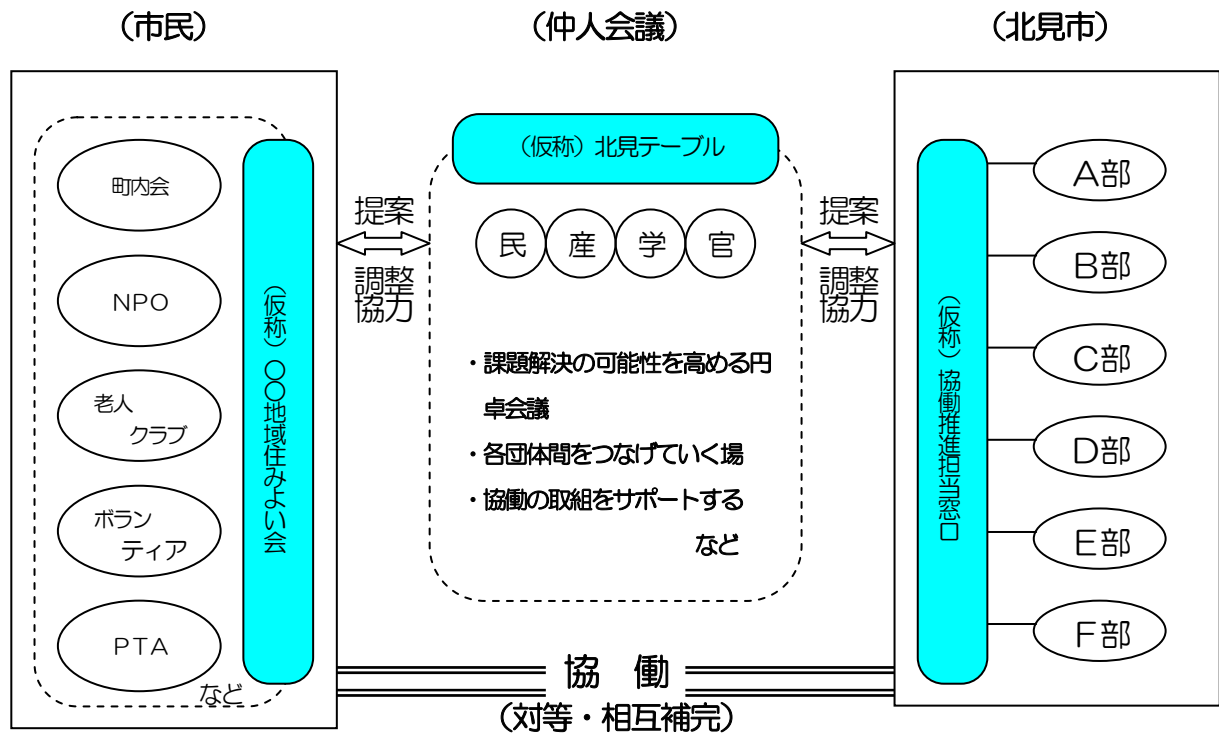 （市民）
（仲人会議）
（北見市）
町内会
NPO
老人
クラブ
ボラン
ティア
PTA
など
（仮称）〇〇地域住みよい会
提案
調整
協力
（仮称）北見テーブル
民 産 学 官
・課題解決の可能性を高める円
卓会議
・各団体間をつなげていく場
・協働の取組をサポートする
など
提案
調整
協力
（仮称）協働推進担当窓口
A部
B部
C部
D部
E部
F部
協 働
（対等・相互補完）